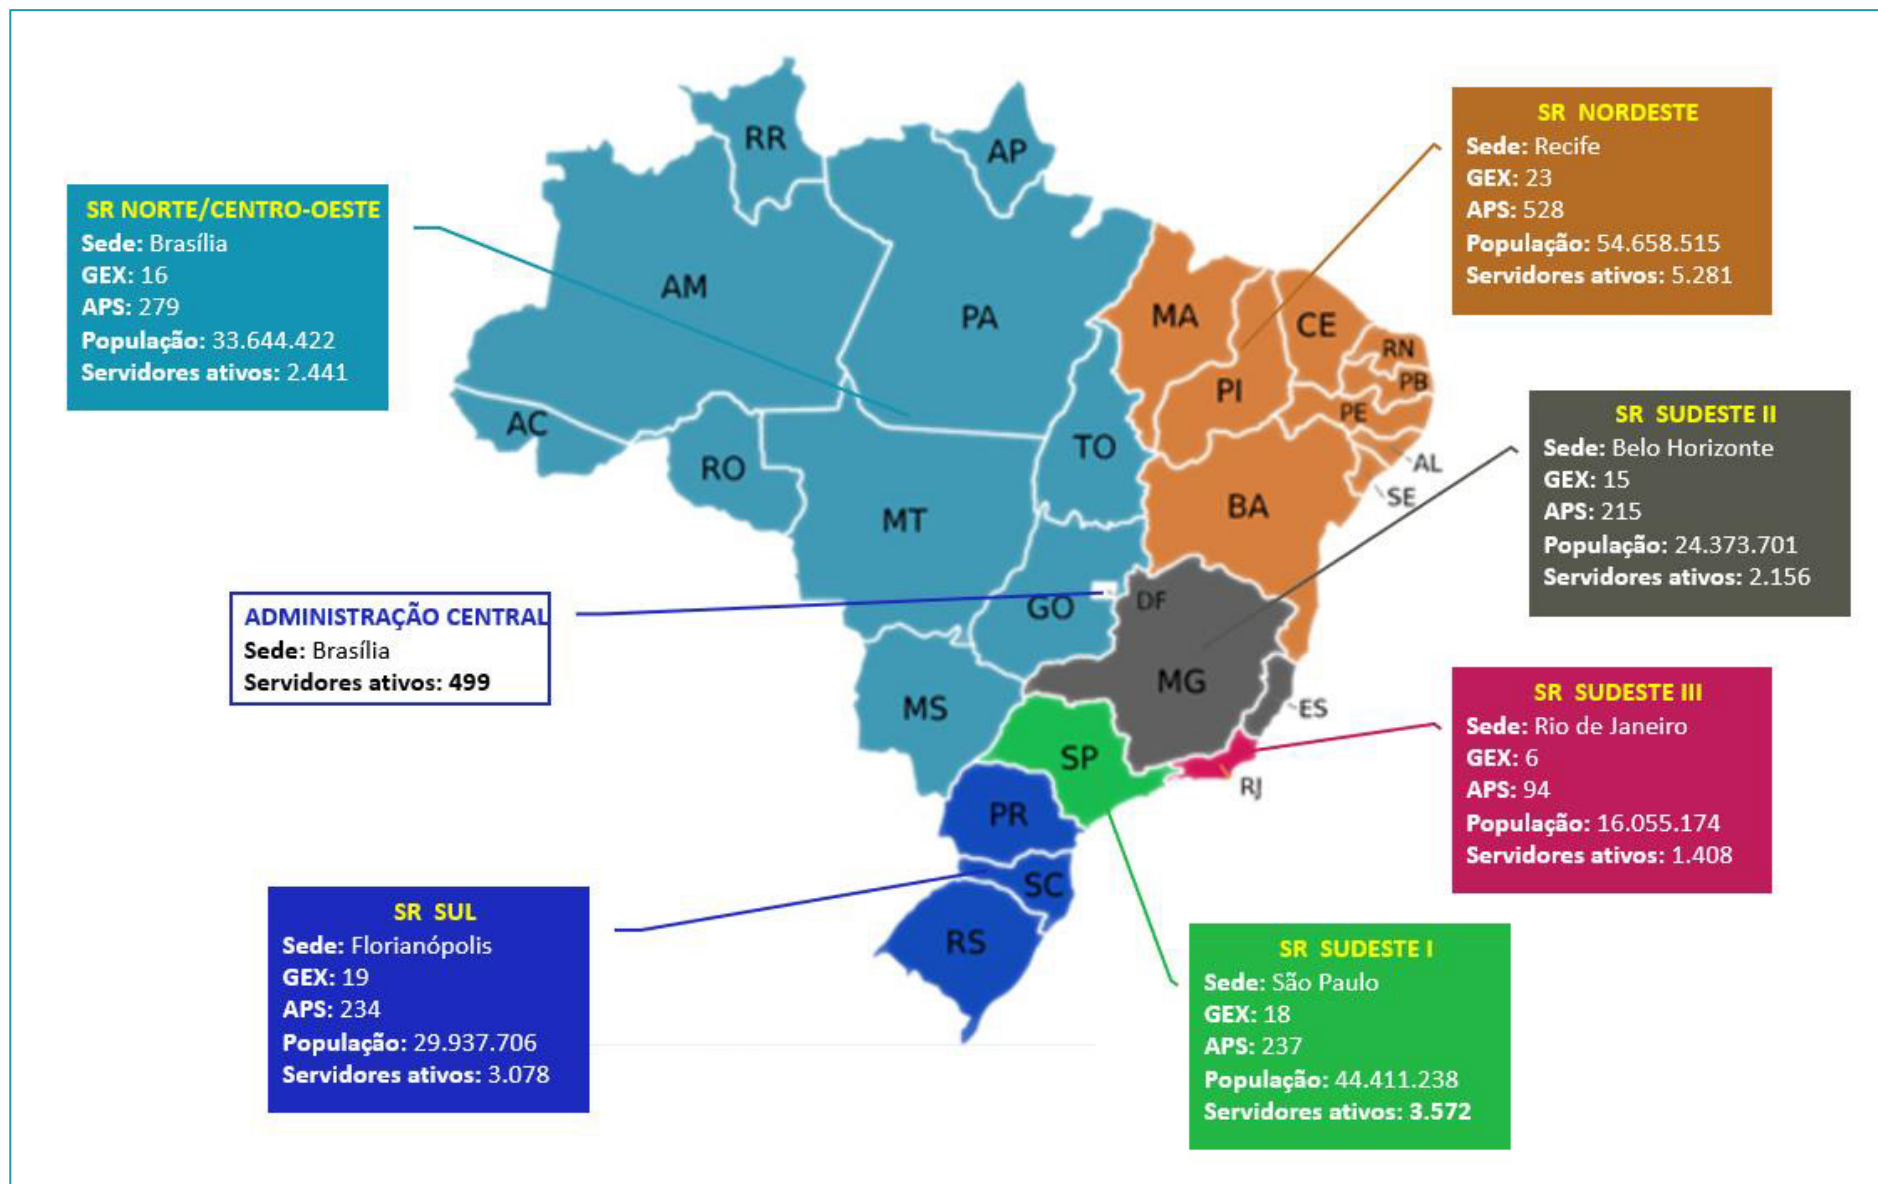 SR NORTE/CENTRO-OESTE
Sede: Brasília
GEX: 16
APS: 279
População: 33.644.422
Servidores ativos: 2.441
SR NORDESTE
Sede: Recife
GEX: 23
APS: 528
População: 54.658.515
Servidores ativos: 5.281
SR SUDESTE II
Sede: Belo Horizonte
GEX: 15
APS: 215
População: 24.373.701
Servidores ativos: 2.156
ADMINISTRAÇÃO CENTRAL
Sede: Brasília
Servidores ativos: 499
SR SUDESTE III
Sede: Rio de Janeiro
GEX: 6
APS: 94
População: 16.055.174
Servidores ativos: 1.408
SR SUL
Sede: Florianópolis
GEX: 19
APS: 234
População: 29.937.706
Servidores ativos: 3.078
SR SUDESTE I
Sede: São Paulo
GEX: 18
APS: 237
População: 44.411.238
Servidores ativos: 3.572
RR
AP
AM
PA
MA
CE
RN
PB
PI
PE
AC
TO
AL
RO
SE
BA
MT
DF
GO
MG
MS
ES
SP
RJ
PR
SC
RS